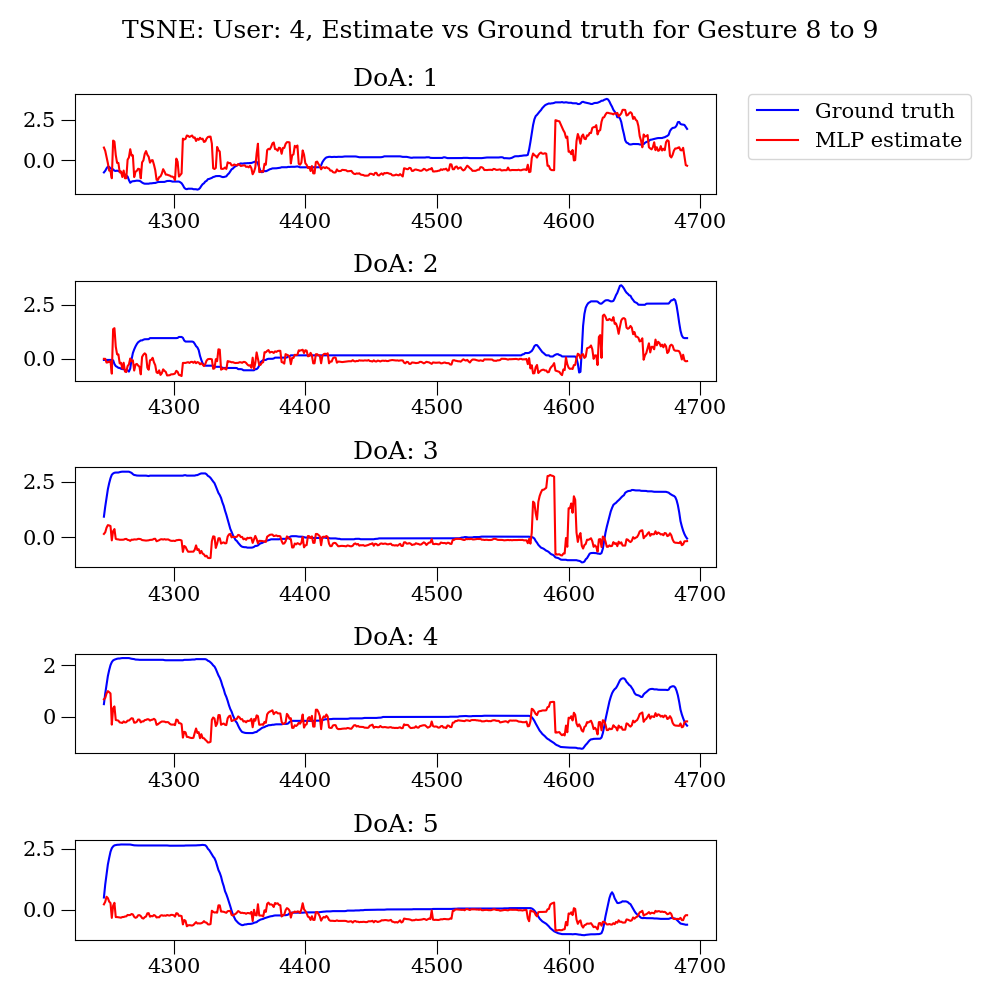 TSNE: User: 4, Estimate vs Ground truth for Gesture 8 to 9
DoA: 1
Ground truth
MLP estimate
2.5
0.0
4300 4400 4500 4600 4700
DoA: 2
2.5
0.0
4300 4400 4500 4600 4700
DoA: 3
2.5
0.0
4300 4400 4500 4600 4700
DoA: 4
2
0
4300 4400 4500 4600 4700
DoA: 5
2.5
0.0
4300 4400 4500 4600 4700